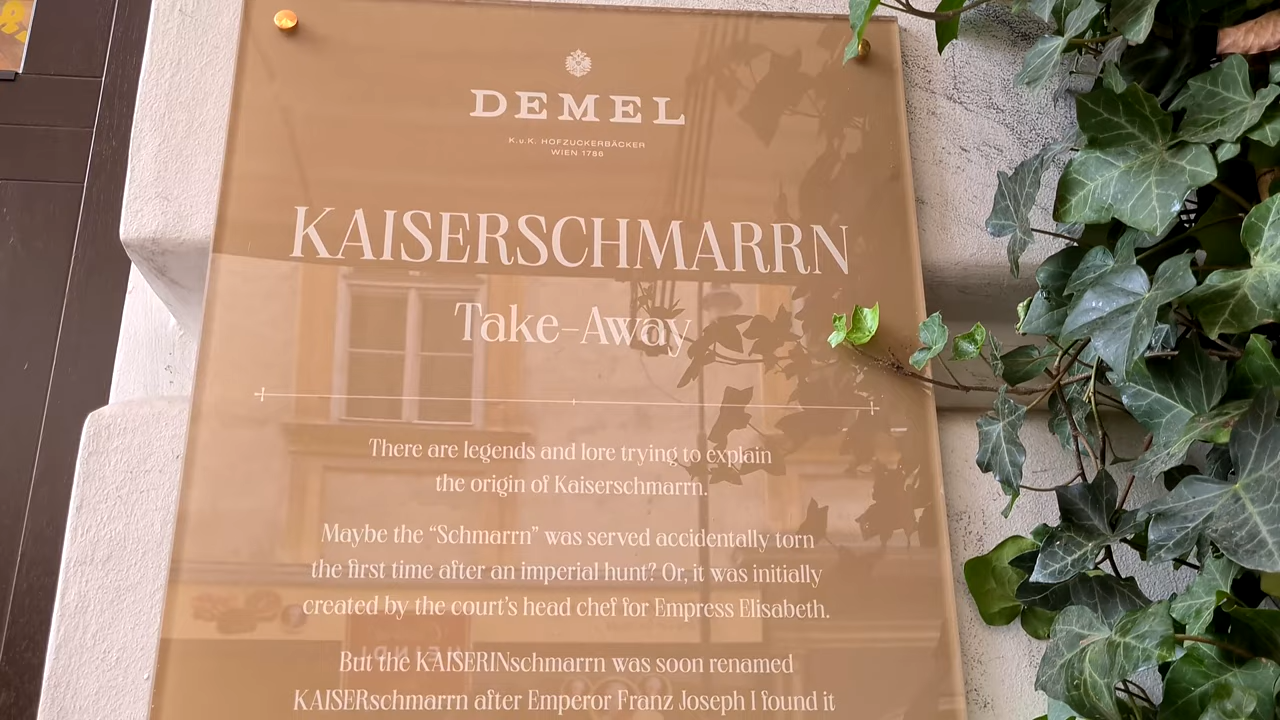 DEMEL
K.u.K. HOFZUCKERBÄCKER
WIEN 1786
KAISERSCHMARRN
Take-Away
There are legends and lore trying to explain
the origin of Kaiserschmarrn.
Maybe the “Schmarrn” was served accidentally torn
the first time after an imperial hunt? Or, it was initially
created by the court’s head chef for Empress Elisabeth.
But the KAISERINschmarrn was soon renamed
KAISERschmarrn after Emperor Franz Joseph I found it